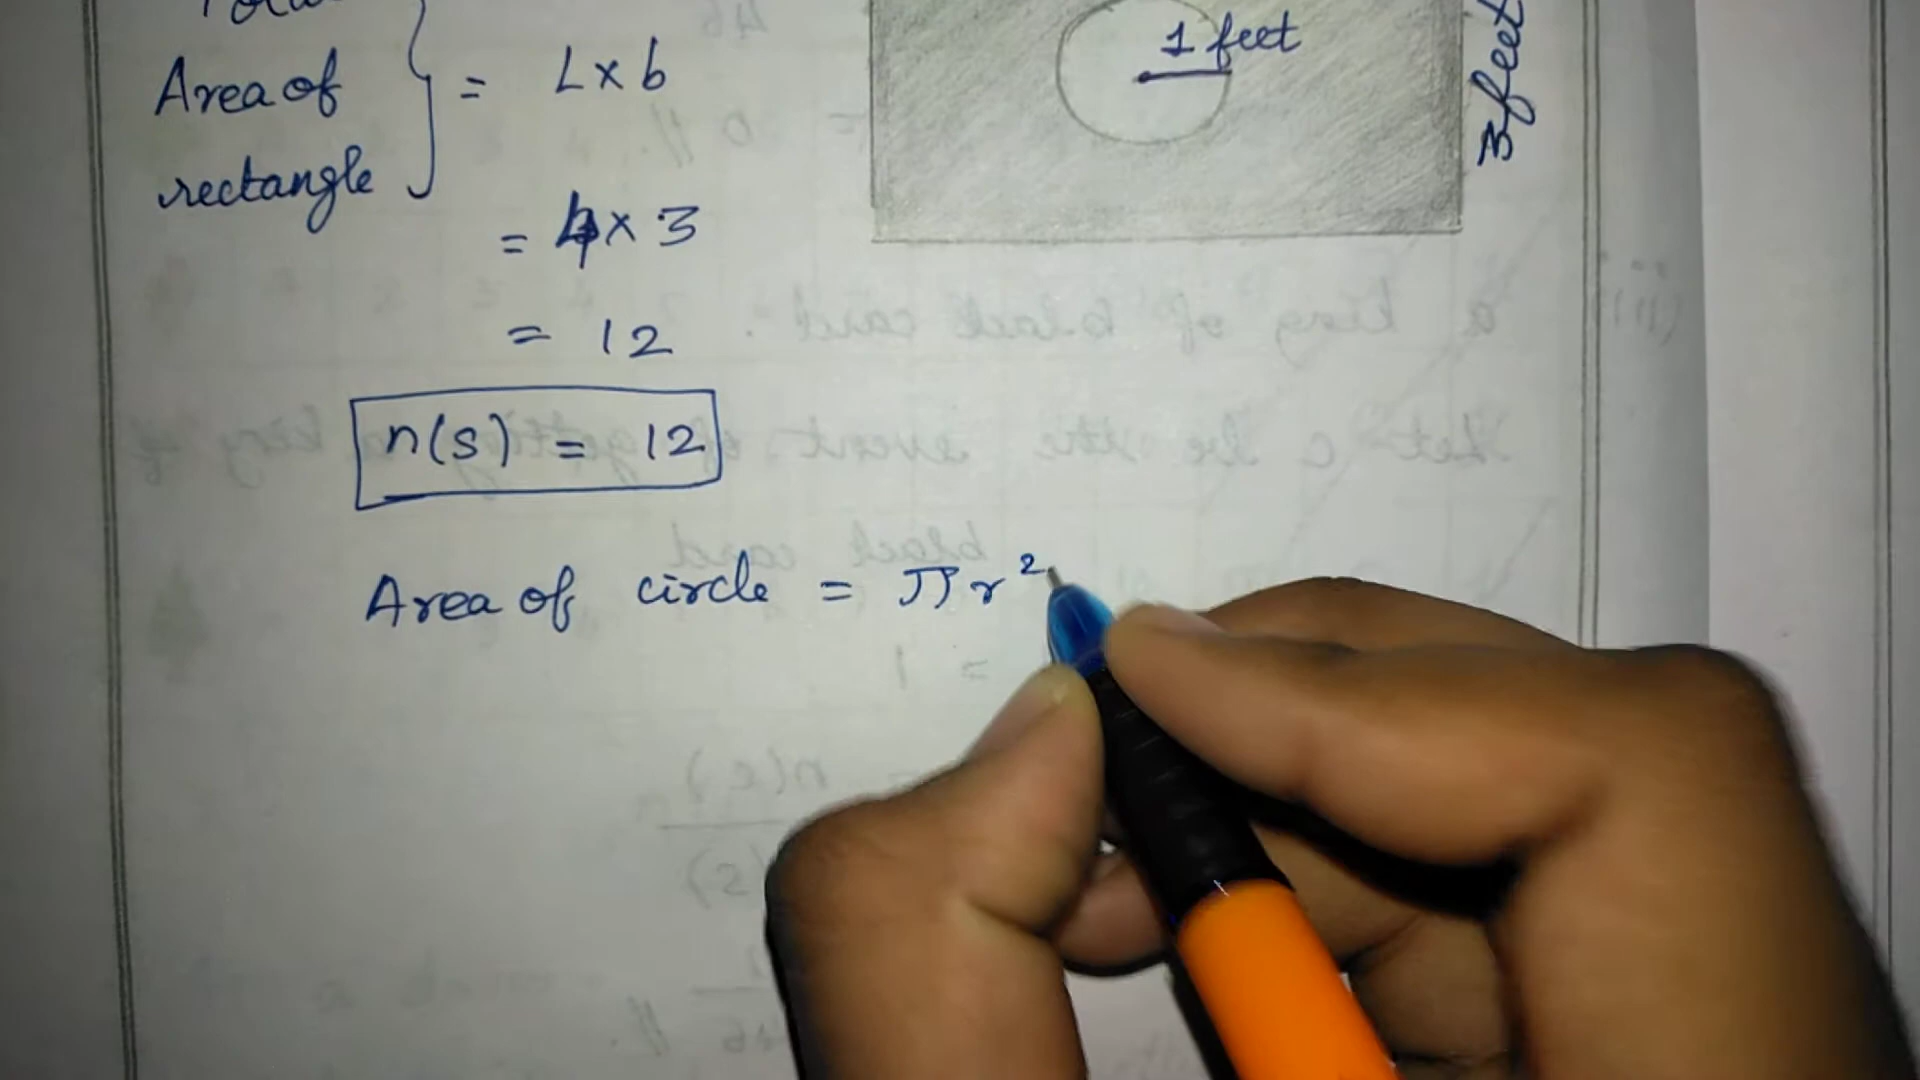 Area of
rectangle
= L × b
= 4 × 3
= 12
n(s) = 12
Area of circle = πr²
1 feet
3 feet